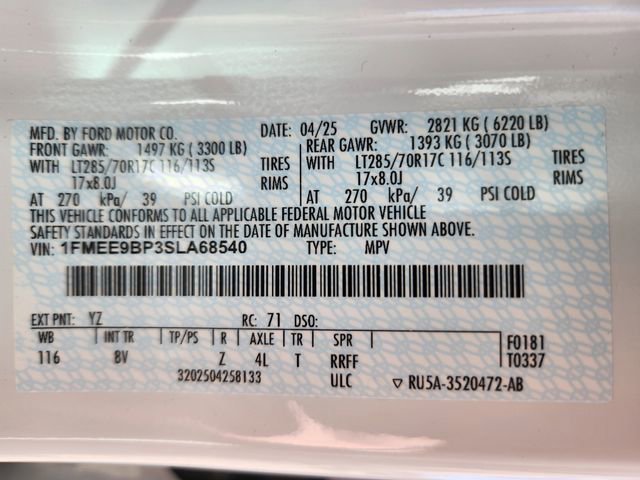 MFD. BY FORD MOTOR CO. DATE: 04/25 GVWR: 2821 KG ( 6220 LB)
FRONT GAWR: 1497 KG ( 3300 LB) REAR GAWR: 1393 KG ( 3070 LB)
WITH LT285/70R17C 116/113S TIRES WITH LT285/70R17C 116/113S TIRES
17x8.0J RIMS 17x8.0J RIMS
AT 270 kPa/ 39 PSI COLD AT 270 kPa/ 39 PSI COLD
THIS VEHICLE CONFORMS TO ALL APPLICABLE FEDERAL MOTOR VEHICLE
SAFETY STANDARDS IN EFFECT ON THE DATE OF MANUFACTURE SHOWN ABOVE.
VIN: 1FMEE9BP3SLA68540 TYPE: MPV
EXT PNT: YZ RC: 71 DSO:
WB INT TR TP/PS R AXLE TR SPR F0181
116 8V Z 4L T RRFF T0337
3202504258133 ULC ▽ RU5A-3520472-AB